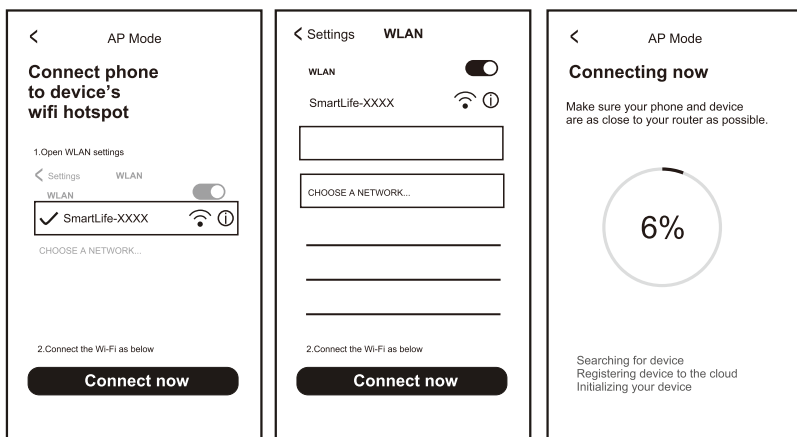 AP Mode
Connect phone
to device's
wifi hotspot
1.Open WLAN settings
Settings WLAN
WLAN
SmartLife-XXXX
CHOOSE A NETWORK...
2.Connect the Wi-Fi as below
Connect now
Settings WLAN
WLAN
SmartLife-XXXX
CHOOSE A NETWORK...
2.Connect the Wi-Fi as below
Connect now
AP Mode
Connecting now
Make sure your phone and device
are as close to your router as possible.
6%
Searching for device
Registering device to the cloud
Initializing your device